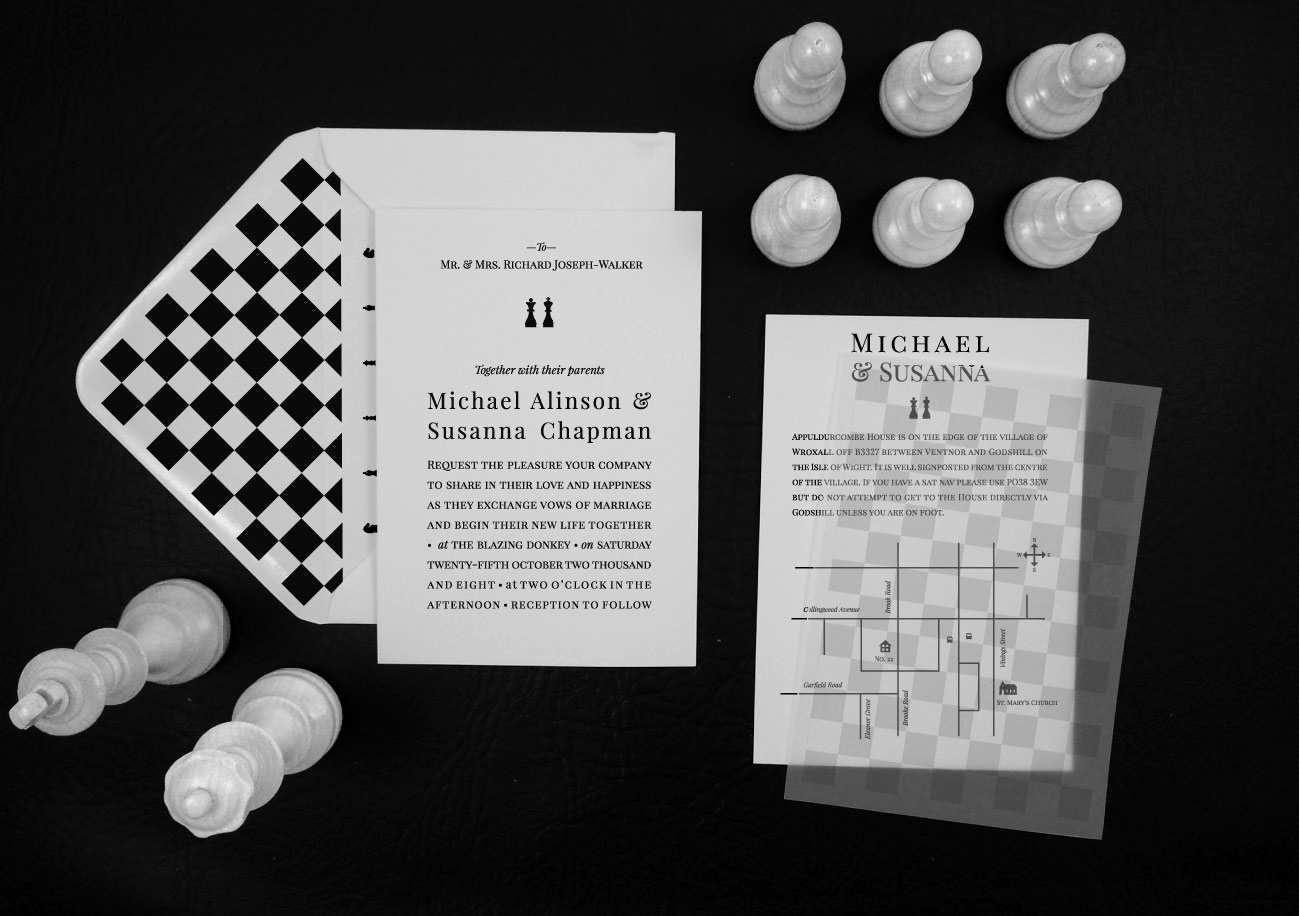 —To—
Mr. & Mrs. Richard Joseph-Walker
Together with their parents
Michael Alinson &
Susanna Chapman
Request the pleasure your company
to share in their love and happiness
as they exchange vows of marriage
and begin their new life together
• at the Blazing Donkey • on Saturday
twenty-fifth October two thousand
and eight • at two o'clock in the
afternoon • reception to follow
Michael
& Susanna
Appuldurcombe House is on the edge of the village of
Wroxall off B3327 between Ventnor and Godshill on
the Isle of Wight. It is well signposted from the centre
of the village. If you have a sat nav please use PO38 3EW
but do not attempt to get to the House directly via
Godshill unless you are on foot.
N
W E
S
Brook Road
Collingwood Avenue
No. 22
Garfield Road
Eleanor Grove
Brooke Road
St. Mary's Church